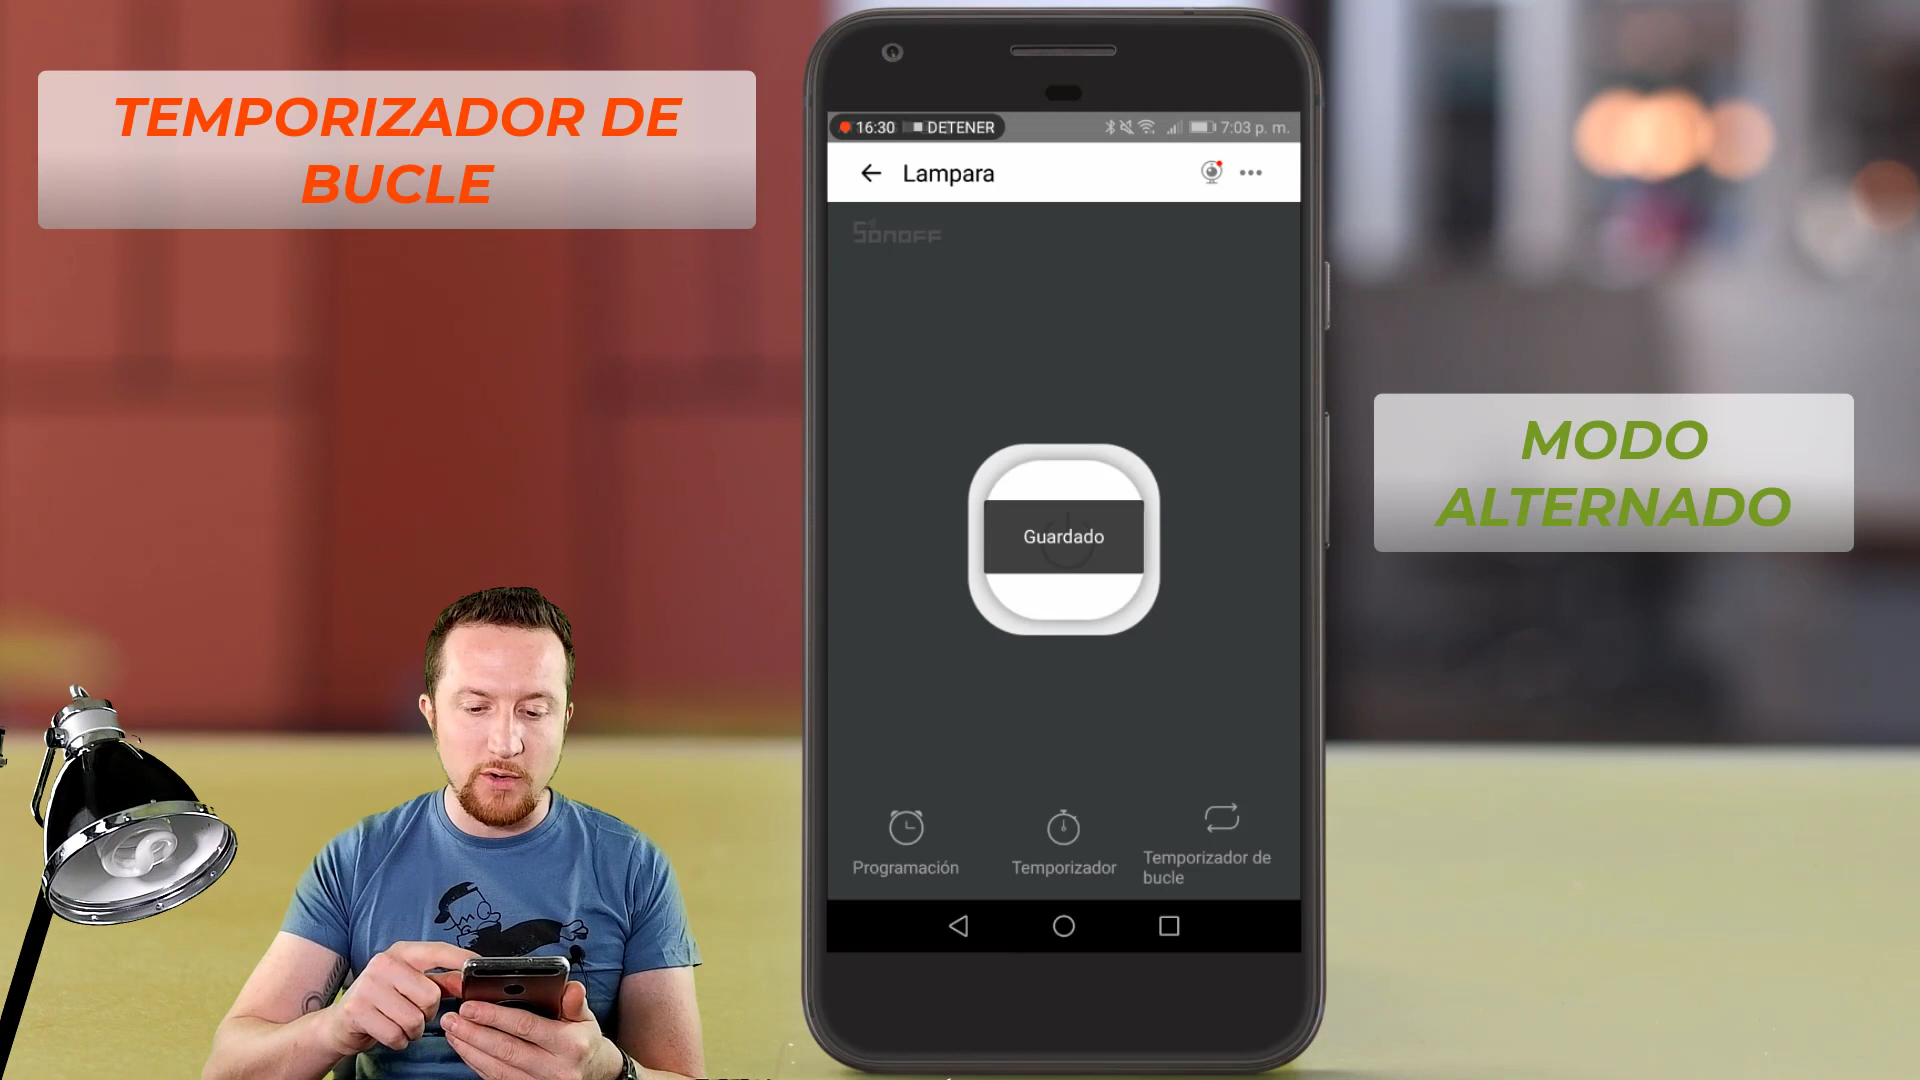 TEMPORIZADOR DE
BUCLE
16:30 DETENER 7:03 p. m.
Lampara
SONOFF
MODO
ALTERNADO
Guardado
Programación
Temporizador
Temporizador de
bucle